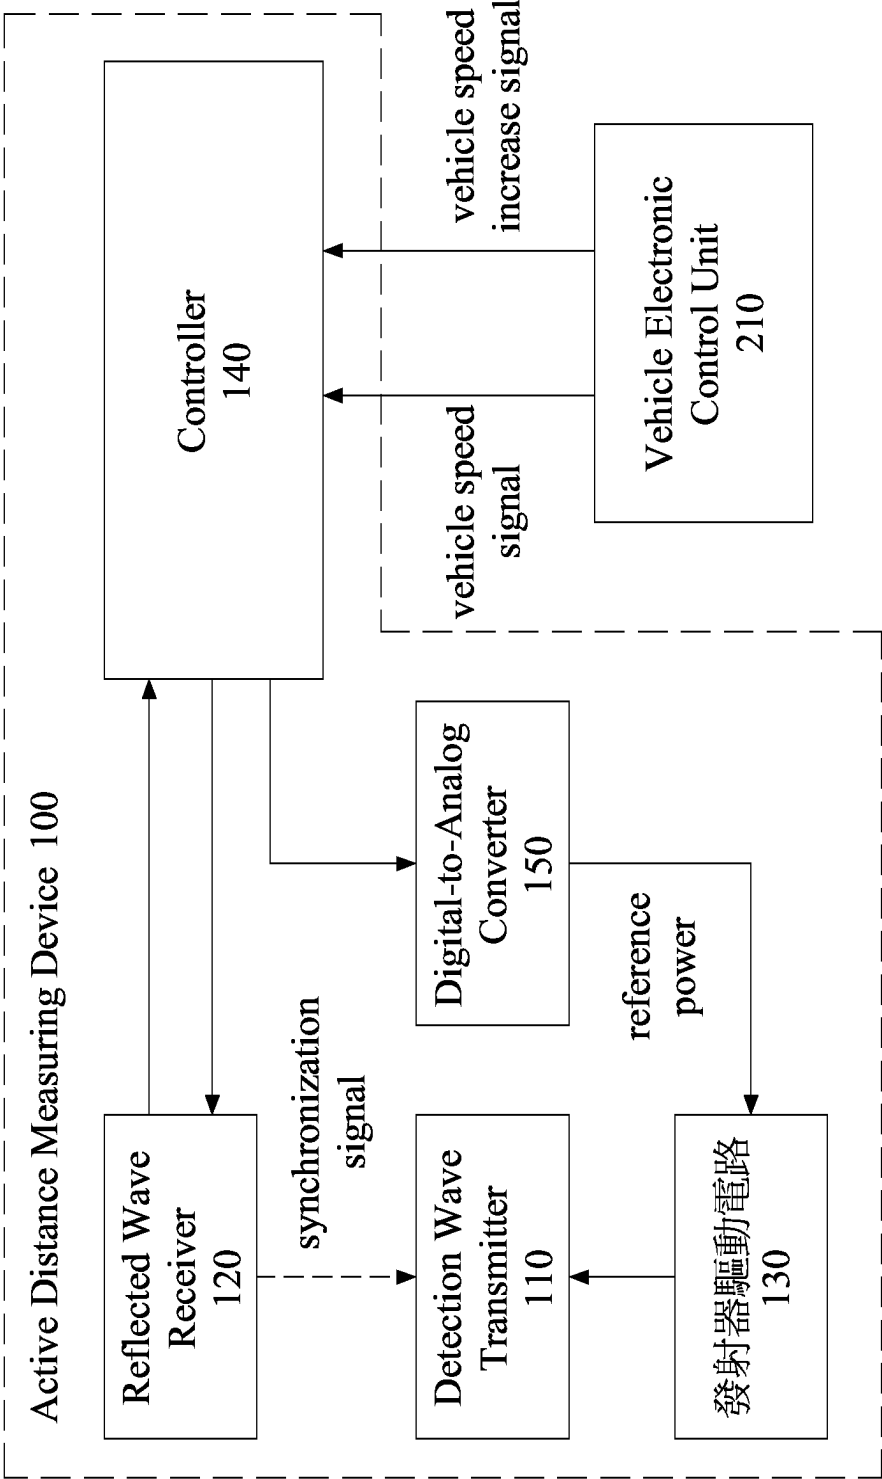 Active Distance Measuring Device 100
Reflected Wave
Receiver
120
Controller
140
synchronization
signal
Detection Wave
Transmitter
110
Digital-to-Analog
Converter
150
vehicle speed
signal
vehicle speed
increase signal
reference
power
發射器驅動電路
130
Vehicle Electronic
Control Unit
210